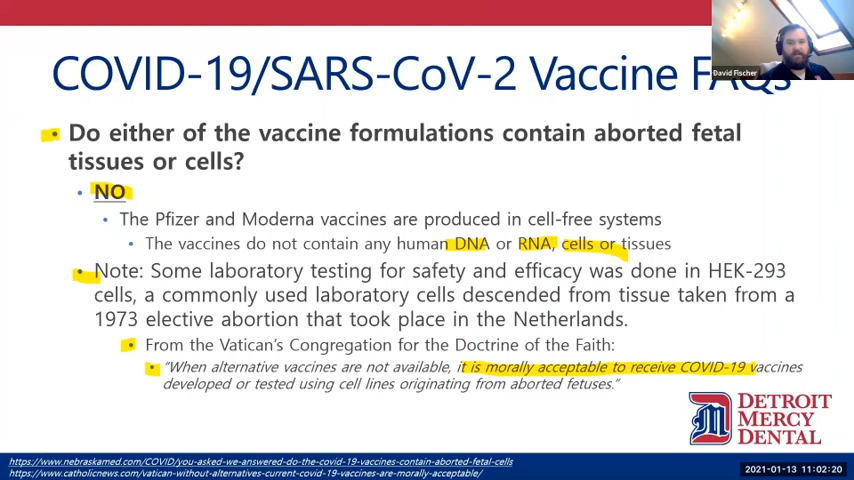 COVID-19/SARS-CoV-2 Vaccine FAQs
David Fischer
• Do either of the vaccine formulations contain aborted fetal
tissues or cells?
• NO
• The Pfizer and Moderna vaccines are produced in cell-free systems
• The vaccines do not contain any human DNA or RNA, cells or tissues
• Note: Some laboratory testing for safety and efficacy was done in HEK-293
cells, a commonly used laboratory cells descended from tissue taken from a
1973 elective abortion that took place in the Netherlands.
• From the Vatican's Congregation for the Doctrine of the Faith:
• "When alternative vaccines are not available, it is morally acceptable to receive COVID-19 vaccines
developed or tested using cell lines originating from aborted fetuses."
DETROIT
MERCY
DENTAL
https://www.nebraskamed.com/COVID/you-asked-we-answered-do-the-covid-19-vaccines-contain-aborted-fetal-cells
https://www.catholicnews.com/vatican-without-alternatives-current-covid-19-vaccines-are-morally-acceptable/
2021-01-13 11:02:20